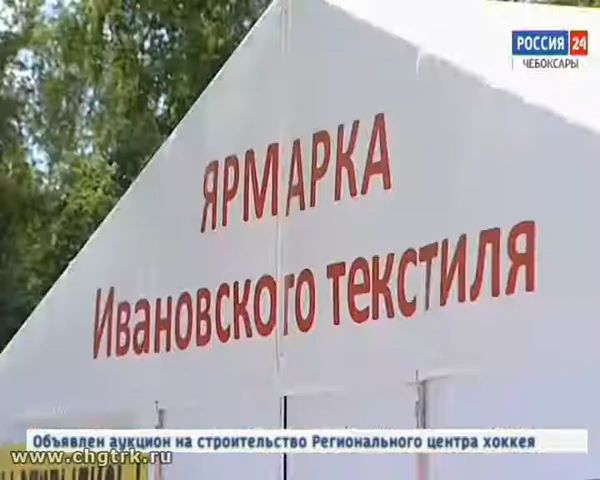 РОССИЯ 24
ЧЕБОКСАРЫ
ЯРМАРКА
Ивановского текстиля
Объявлен аукцион на строительство Регионального центра хоккея
www.chgtrk.ru